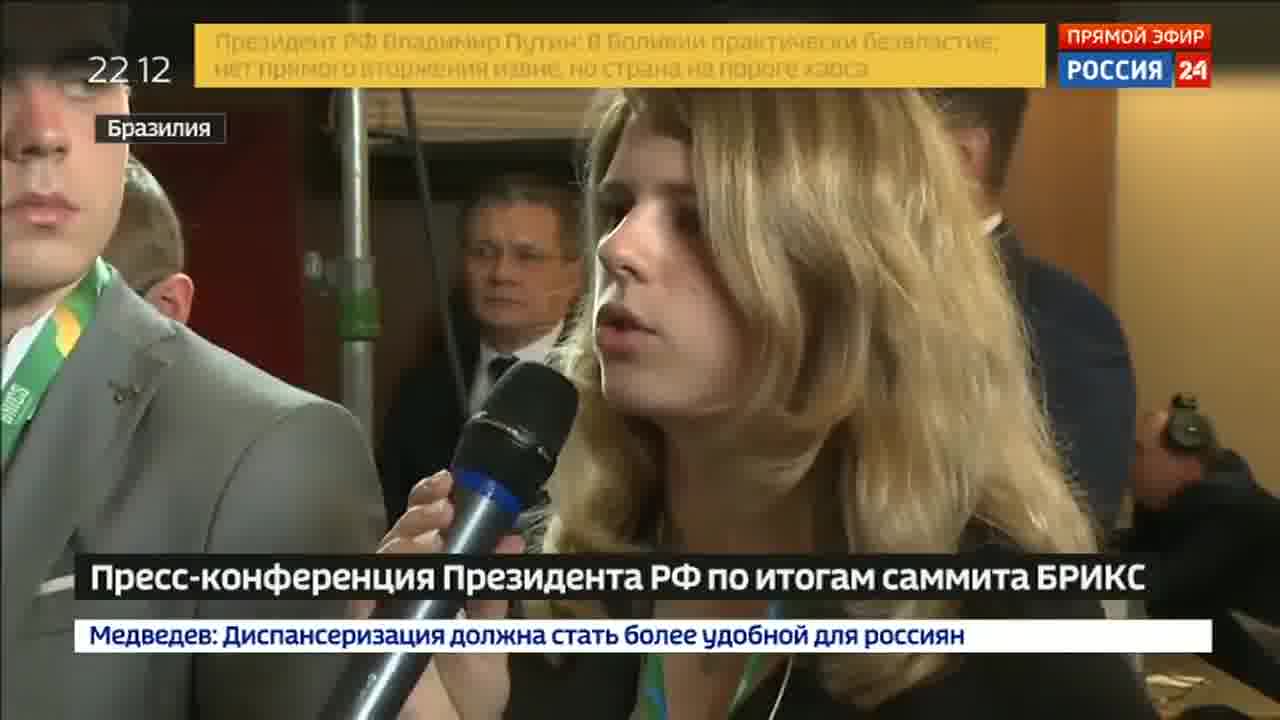 Президент РФ Владимир Путин: В Боливии практически безвластие;
нет прямого вторжения извне, но страна на пороге хаоса
ПРЯМОЙ ЭФИР
РОССИЯ 24
22 12
Бразилия
Пресс-конференция Президента РФ по итогам саммита БРИКС
Медведев: Диспансеризация должна стать более удобной для россиян